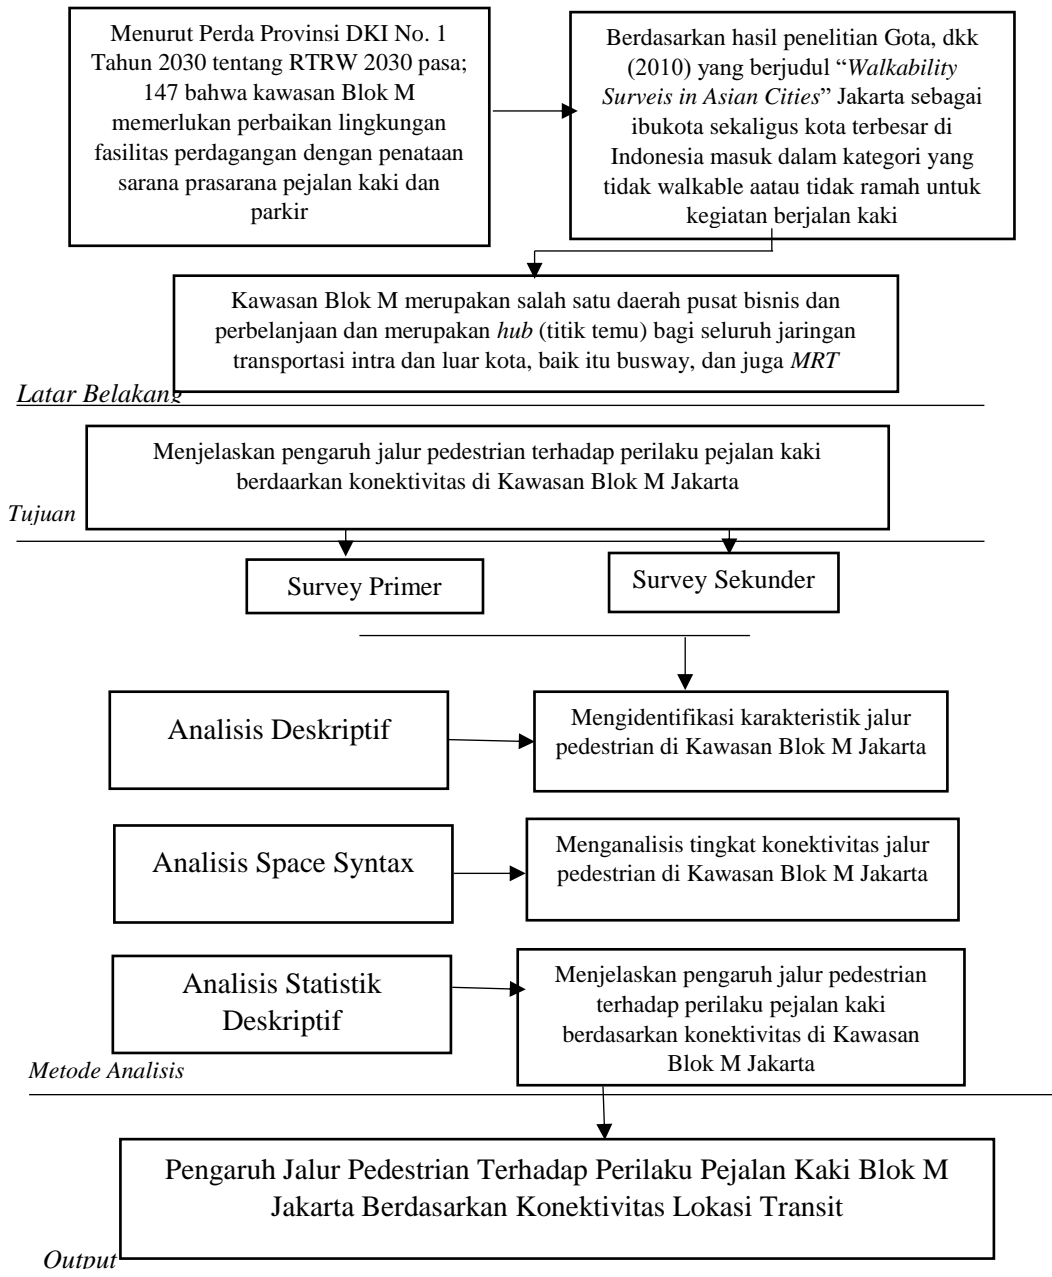 Menurut Perda Provinsi DKI No. 1
Tahun 2030 tentang RTRW 2030 pasa;
147 bahwa kawasan Blok M
memerlukan perbaikan lingkungan
fasilitas perdagangan dengan penataan
sarana prasarana pejalan kaki dan
parkir
Berdasarkan hasil penelitian Gota, dkk
(2010) yang berjudul “Walkability
Surveis in Asian Cities” Jakarta sebagai
ibukota sekaligus kota terbesar di
Indonesia masuk dalam kategori yang
tidak walkable aatau tidak ramah untuk
kegiatan berjalan kaki
Kawasan Blok M merupakan salah satu daerah pusat bisnis dan
perbelanjaan dan merupakan hub (titik temu) bagi seluruh jaringan
transportasi intra dan luar kota, baik itu busway, dan juga MRT
Latar Belakang
Menjelaskan pengaruh jalur pedestrian terhadap perilaku pejalan kaki
berdaarkan konektivitas di Kawasan Blok M Jakarta
Tujuan
Survey Primer
Survey Sekunder
Analisis Deskriptif
Mengidentifikasi karakteristik jalur
pedestrian di Kawasan Blok M Jakarta
Analisis Space Syntax
Menganalisis tingkat konektivitas jalur
pedestrian di Kawasan Blok M Jakarta
Analisis Statistik
Deskriptif
Menjelaskan pengaruh jalur pedestrian
terhadap perilaku pejalan kaki
berdasarkan konektivitas di Kawasan
Blok M Jakarta
Metode Analisis
Pengaruh Jalur Pedestrian Terhadap Perilaku Pejalan Kaki Blok M
Jakarta Berdasarkan Konektivitas Lokasi Transit
Output